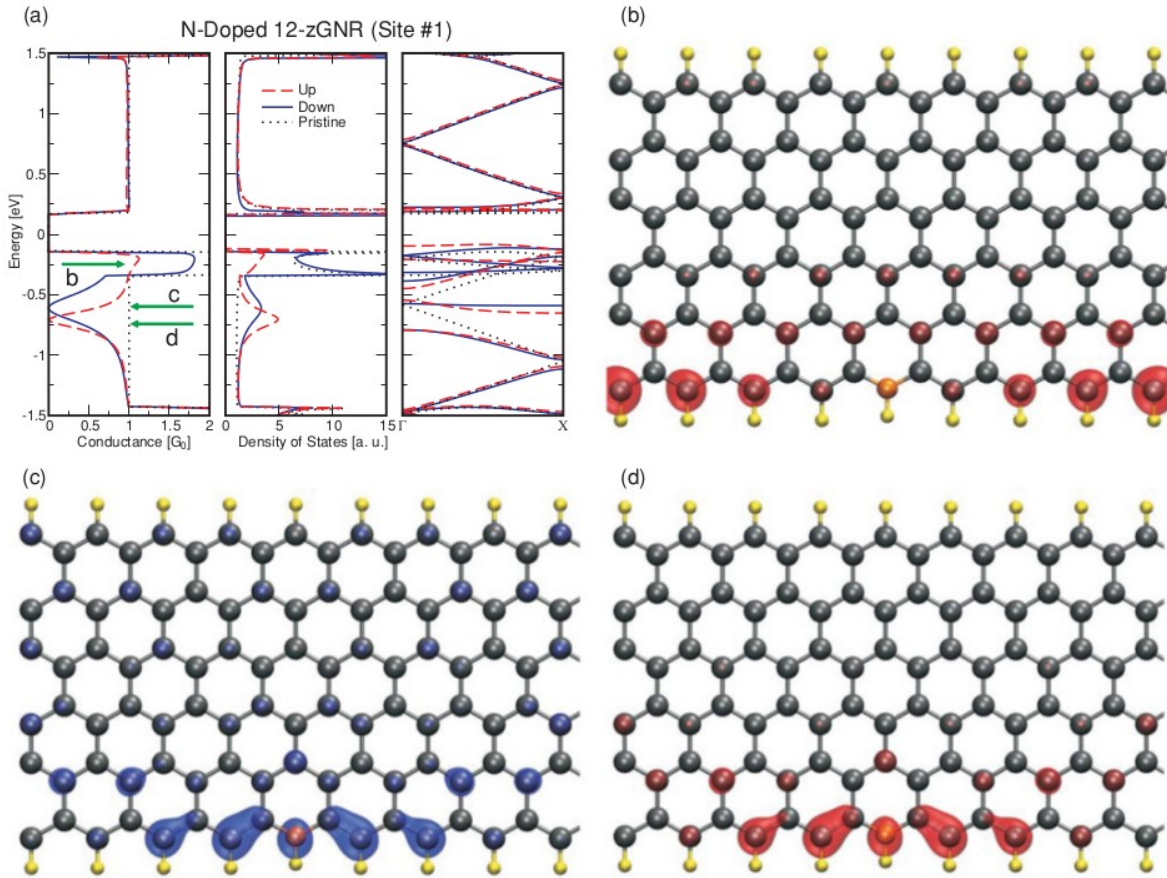 (a)
N-Doped 12-zGNR (Site #1)
(b)
1.5
1
0.5
0
-0.5
-1
-1.5
Energy [eV]
Up
Down
Pristine
b
c
d
0 0.5 1 1.5 2
0 5 10 15
Γ X
Conductance [G₀]
Density of States [a. u.]
(c)
(d)